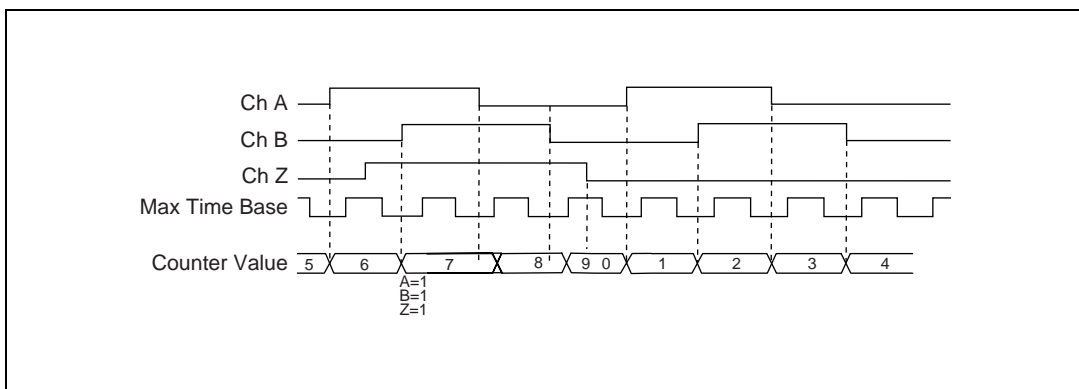 Ch A
Ch B
Ch Z
Max Time Base
Counter Value 5 6 7 8 9 0 1 2 3 4
A=1
B=1
Z=1